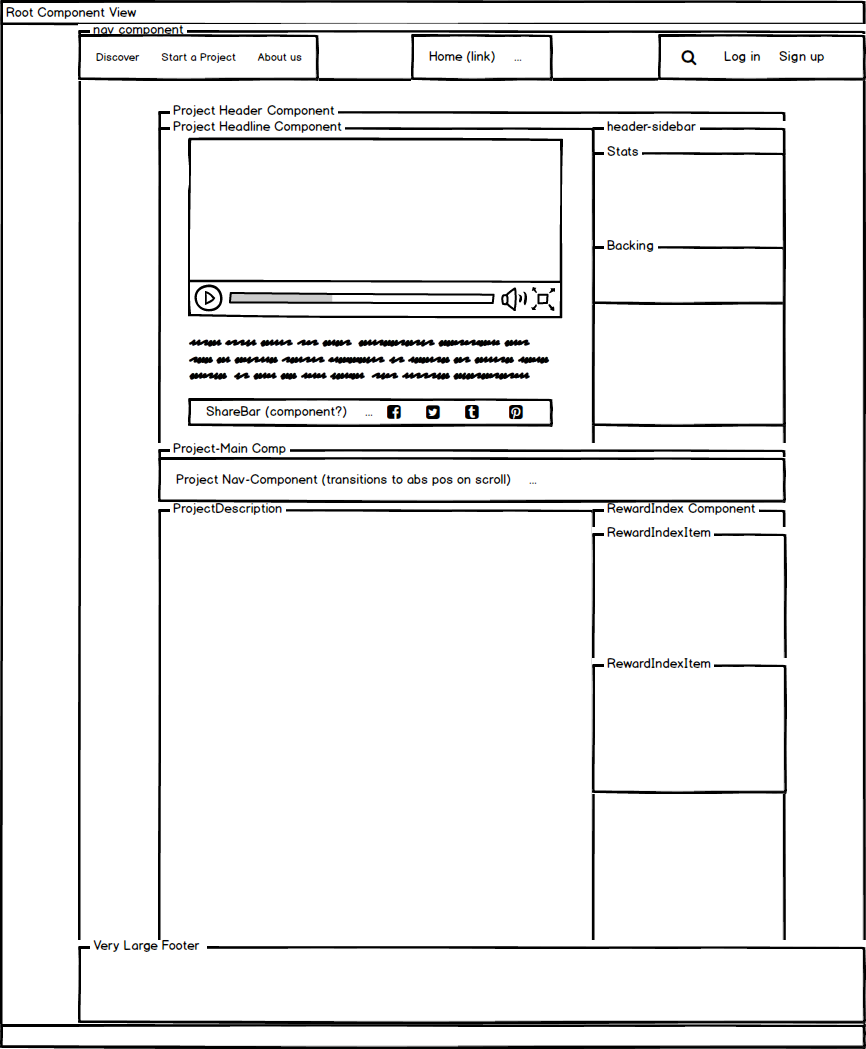 Root Component View
nav component
Discover Start a Project About us
Home (link) ...
Log in Sign up
Project Header Component
Project Headline Component
header-sidebar
Stats
Backing
ShareBar (component?) ...
Project-Main Comp
Project Nav-Component (transitions to abs pos on scroll) ...
ProjectDescription
RewardIndex Component
RewardIndexItem
RewardIndexItem
Very Large Footer